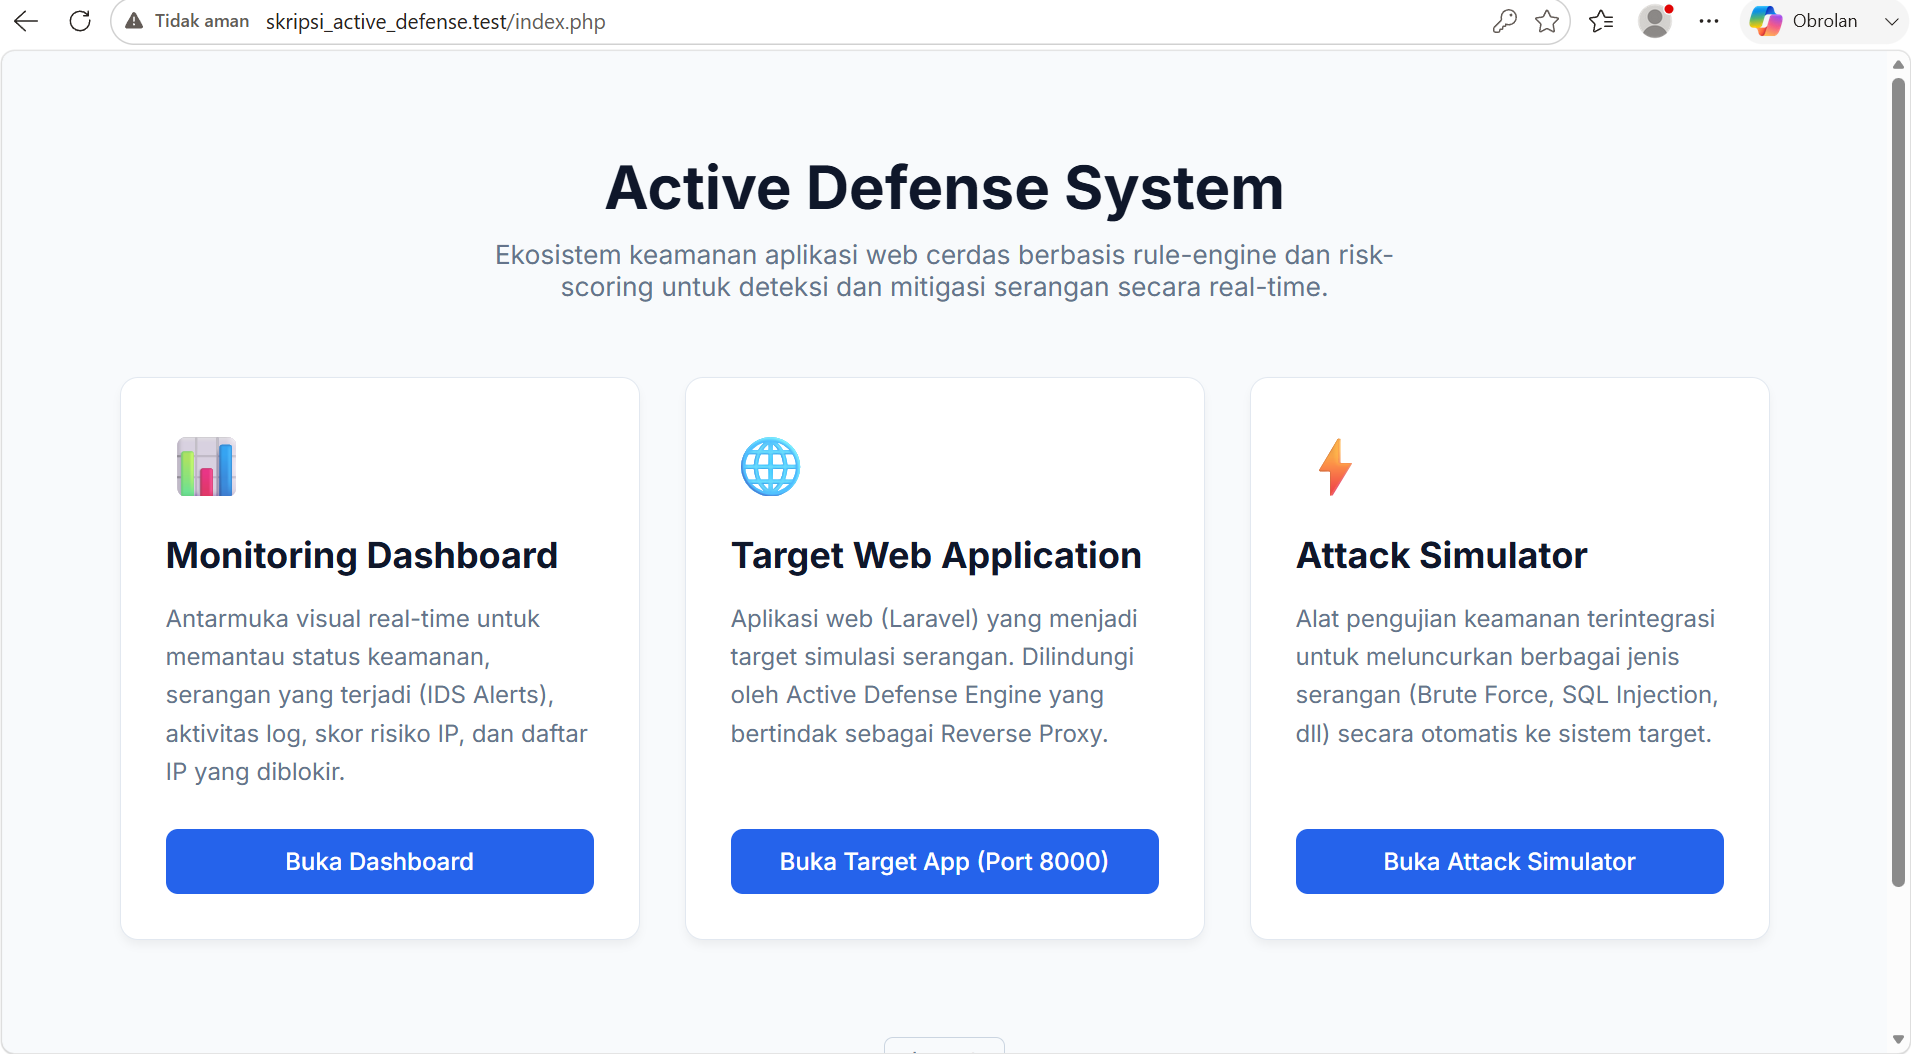 Tidak aman
skripsi_active_defense.test/index.php
Obrolan
Active Defense System
Ekosistem keamanan aplikasi web cerdas berbasis rule-engine dan risk-
scoring untuk deteksi dan mitigasi serangan secara real-time.
Monitoring Dashboard
Antarmuka visual real-time untuk
memantau status keamanan,
serangan yang terjadi (IDS Alerts),
aktivitas log, skor risiko IP, dan daftar
IP yang diblokir.
Buka Dashboard
Target Web Application
Aplikasi web (Laravel) yang menjadi
target simulasi serangan. Dilindungi
oleh Active Defense Engine yang
bertindak sebagai Reverse Proxy.
Buka Target App (Port 8000)
Attack Simulator
Alat pengujian keamanan terintegrasi
untuk meluncurkan berbagai jenis
serangan (Brute Force, SQL Injection,
dll) secara otomatis ke sistem target.
Buka Attack Simulator